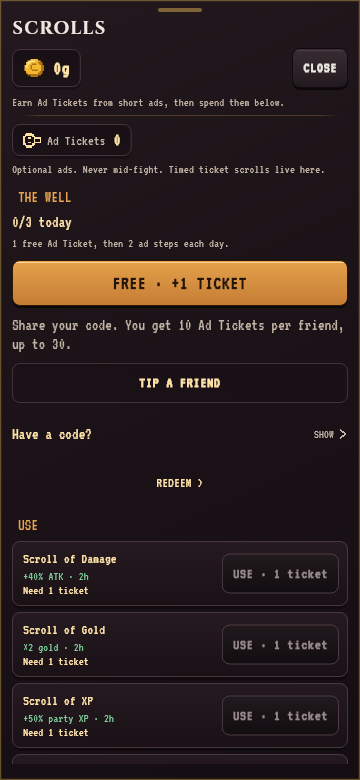 SCROLLS
0g
CLOSE
Earn Ad Tickets from short ads, then spend them below.
Ad Tickets 0
Optional ads. Never mid-fight. Timed ticket scrolls live here.
THE WELL
0/3 today
1 free Ad Ticket, then 2 ad steps each day.
FREE · +1 TICKET
Share your code. You get 10 Ad Tickets per friend,
up to 30.
TIP A FRIEND
Have a code?
SHOW >
REDEEM >
USE
Scroll of Damage
+40% ATK · 2h
Need 1 ticket
USE · 1 ticket
Scroll of Gold
X2 gold · 2h
Need 1 ticket
USE · 1 ticket
Scroll of XP
+50% party XP · 2h
Need 1 ticket
USE · 1 ticket